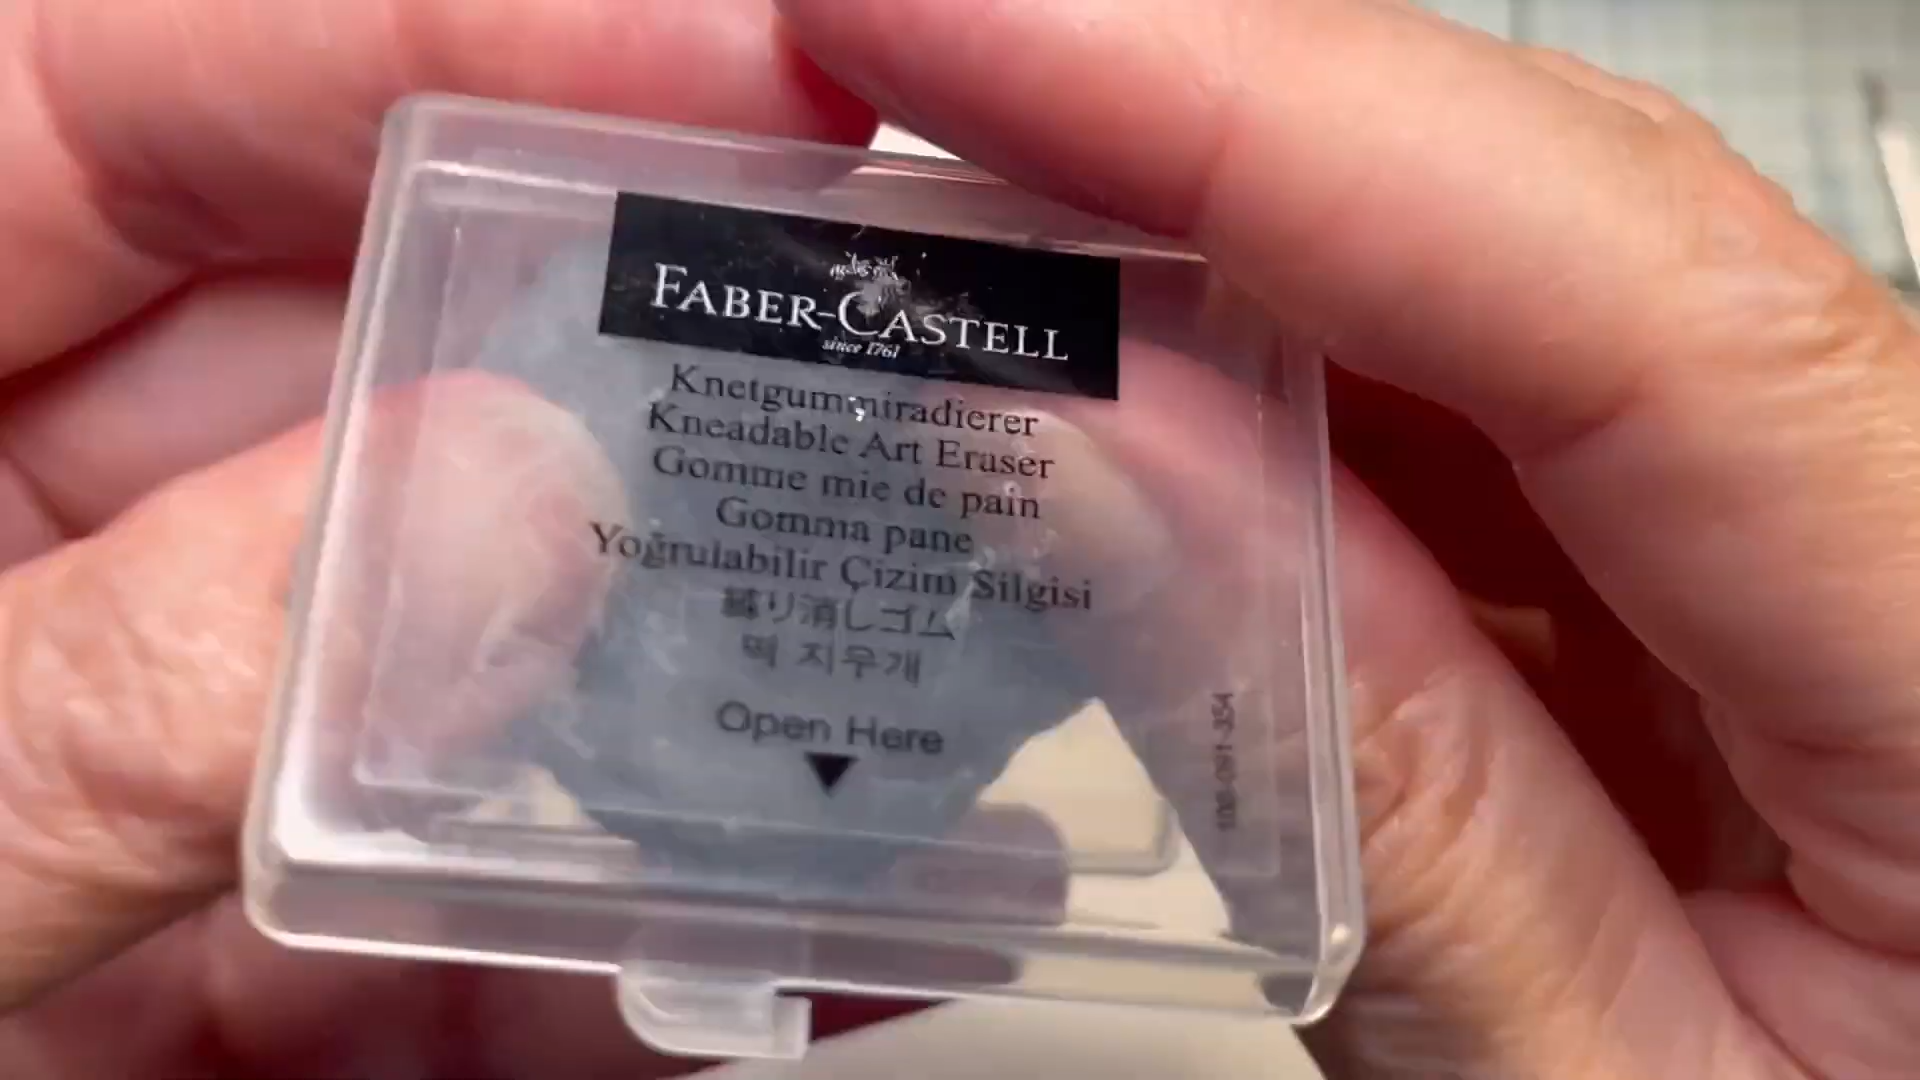 FABER-CASTELL
since 1761
Knetgummiradierer
Kneadable Art Eraser
Gomme mie de pain
Gomma pane
Yoğrulabilir Çizim Silgisi
練り消しゴム
떡 지우개
Open Here